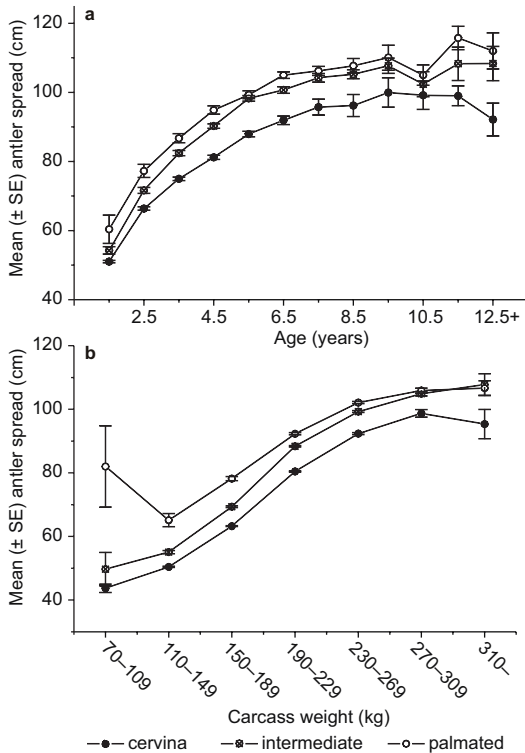 a
120
100
80
60
40
Mean (± SE) antler spread (cm)
2.5 4.5 6.5 8.5 10.5 12.5+
Age (years)
b
120
100
80
60
40
Mean (± SE) antler spread (cm)
70–109 110–149 150–189 190–229 230–269 270–309 310–
Carcass weight (kg)
cervina intermediate palmated